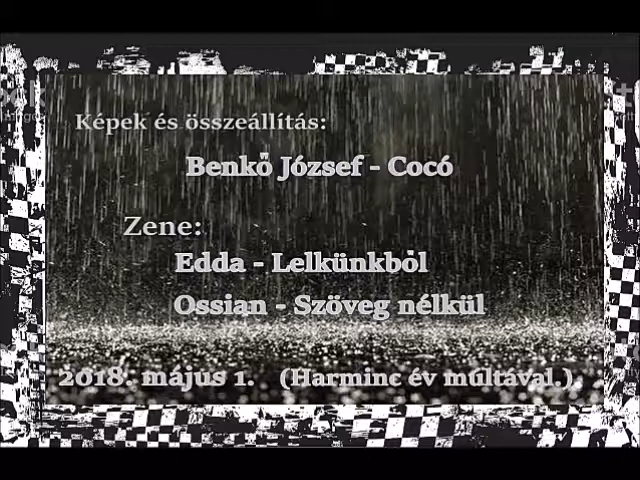 Képek és összeállítás:
Benkő József - Cocó
Zene:
Edda - Lelkünkből
Ossian - Szöveg nélkül
2018. május 1. (Harminc év múltával.)